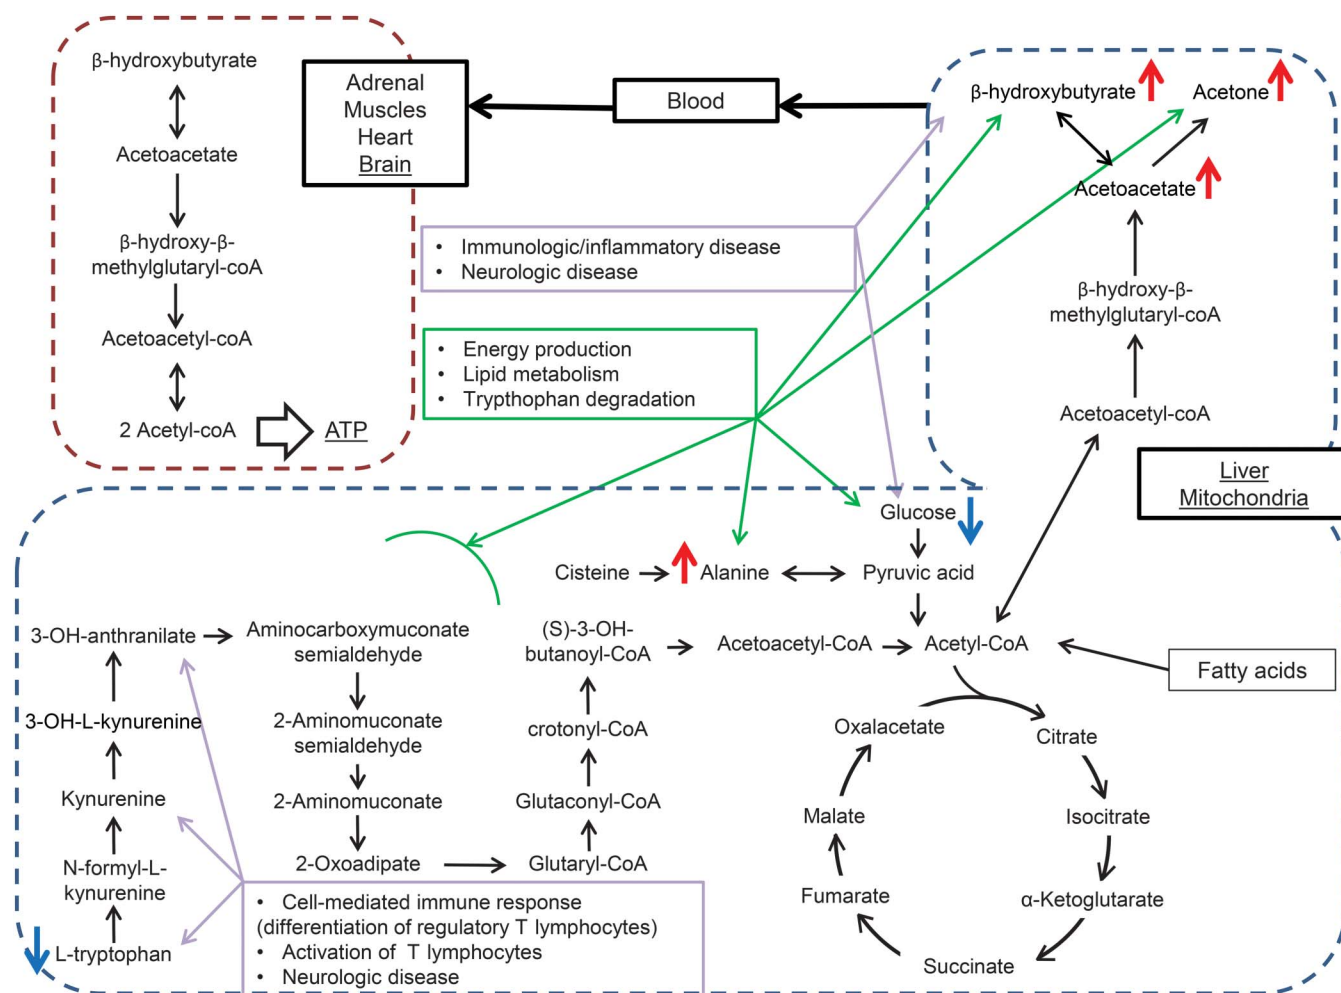 β-hydroxybutyrate
Acetoacetate
β-hydroxy-β-
methylglutaryl-coA
Acetoacetyl-coA
2 Acetyl-coA
ATP
Adrenal
Muscles
Heart
Brain
Blood
β-hydroxybutyrate
Acetone
Acetoacetate
β-hydroxy-β-
methylglutaryl-coA
Acetoacetyl-coA
Liver
Mitochondria
• Immunologic/inflammatory disease
• Neurologic disease
• Energy production
• Lipid metabolism
• Trypthophan degradation
Glucose
Cisteine
Alanine
Pyruvic acid
3-OH-anthranilate
Aminocarboxymuconate
semialdehyde
(S)-3-OH-
butanoyl-CoA
Acetoacetyl-CoA
Acetyl-CoA
Fatty acids
3-OH-L-kynurenine
2-Aminomuconate
semialdehyde
crotonyl-CoA
Oxalacetate
Citrate
Kynurenine
2-Aminomuconate
Glutaconyl-CoA
Malate
Isocitrate
N-formyl-L-
kynurenine
2-Oxoadipate
Glutaryl-CoA
Fumarate
α-Ketoglutarate
L-tryptophan
Succinate
• Cell-mediated immune response
(differentiation of regulatory T lymphocytes)
• Activation of T lymphocytes
• Neurologic disease